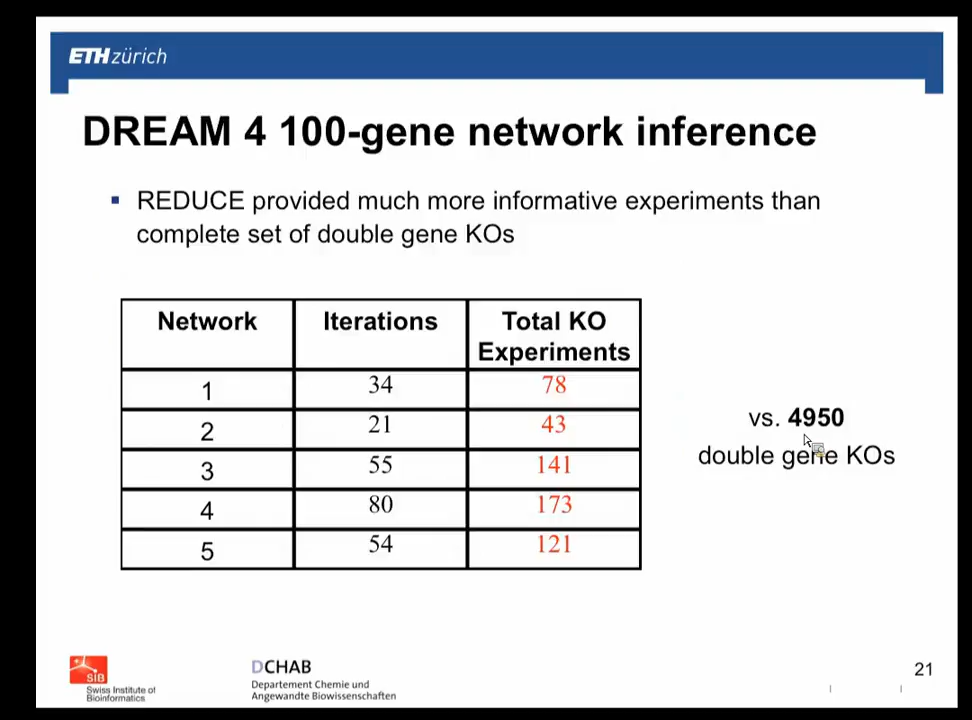 ETH zürich
DREAM 4 100-gene network inference
▪ REDUCE provided much more informative experiments than
complete set of double gene KOs
Network Iterations Total KO
Experiments
1 34 78
2 21 43
3 55 141
4 80 173
5 54 121
vs. 4950
double gene KOs
SIB
Swiss Institute of
Bioinformatics
DCHAB
Departement Chemie und
Angewandte Biowissenschaften
21